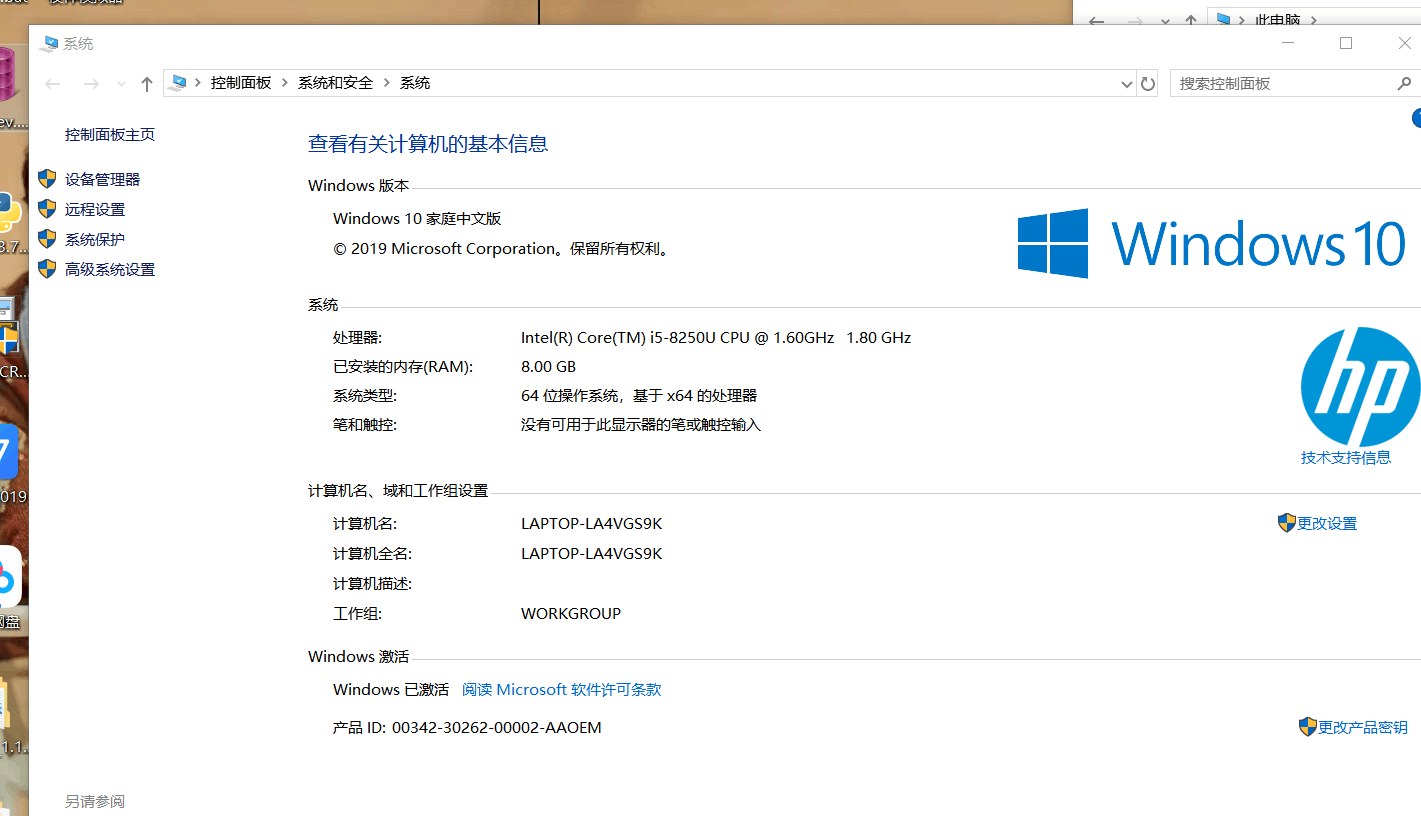 此电脑
系统
控制面板 系统和安全 系统
搜索控制面板
控制面板主页
设备管理器
远程设置
系统保护
高级系统设置
查看有关计算机的基本信息
Windows 版本
Windows 10 家庭中文版
© 2019 Microsoft Corporation。保留所有权利。
Windows 10
系统
处理器: Intel(R) Core(TM) i5-8250U CPU @ 1.60GHz 1.80 GHz
已安装的内存(RAM): 8.00 GB
系统类型: 64 位操作系统，基于 x64 的处理器
笔和触控: 没有可用于此显示器的笔或触控输入
hp
技术支持信息
计算机名、域和工作组设置
计算机名: LAPTOP-LA4VGS9K
更改设置
计算机全名: LAPTOP-LA4VGS9K
计算机描述:
工作组: WORKGROUP
Windows 激活
Windows 已激活 阅读 Microsoft 软件许可条款
产品 ID: 00342-30262-00002-AAOEM
更改产品密钥
另请参阅